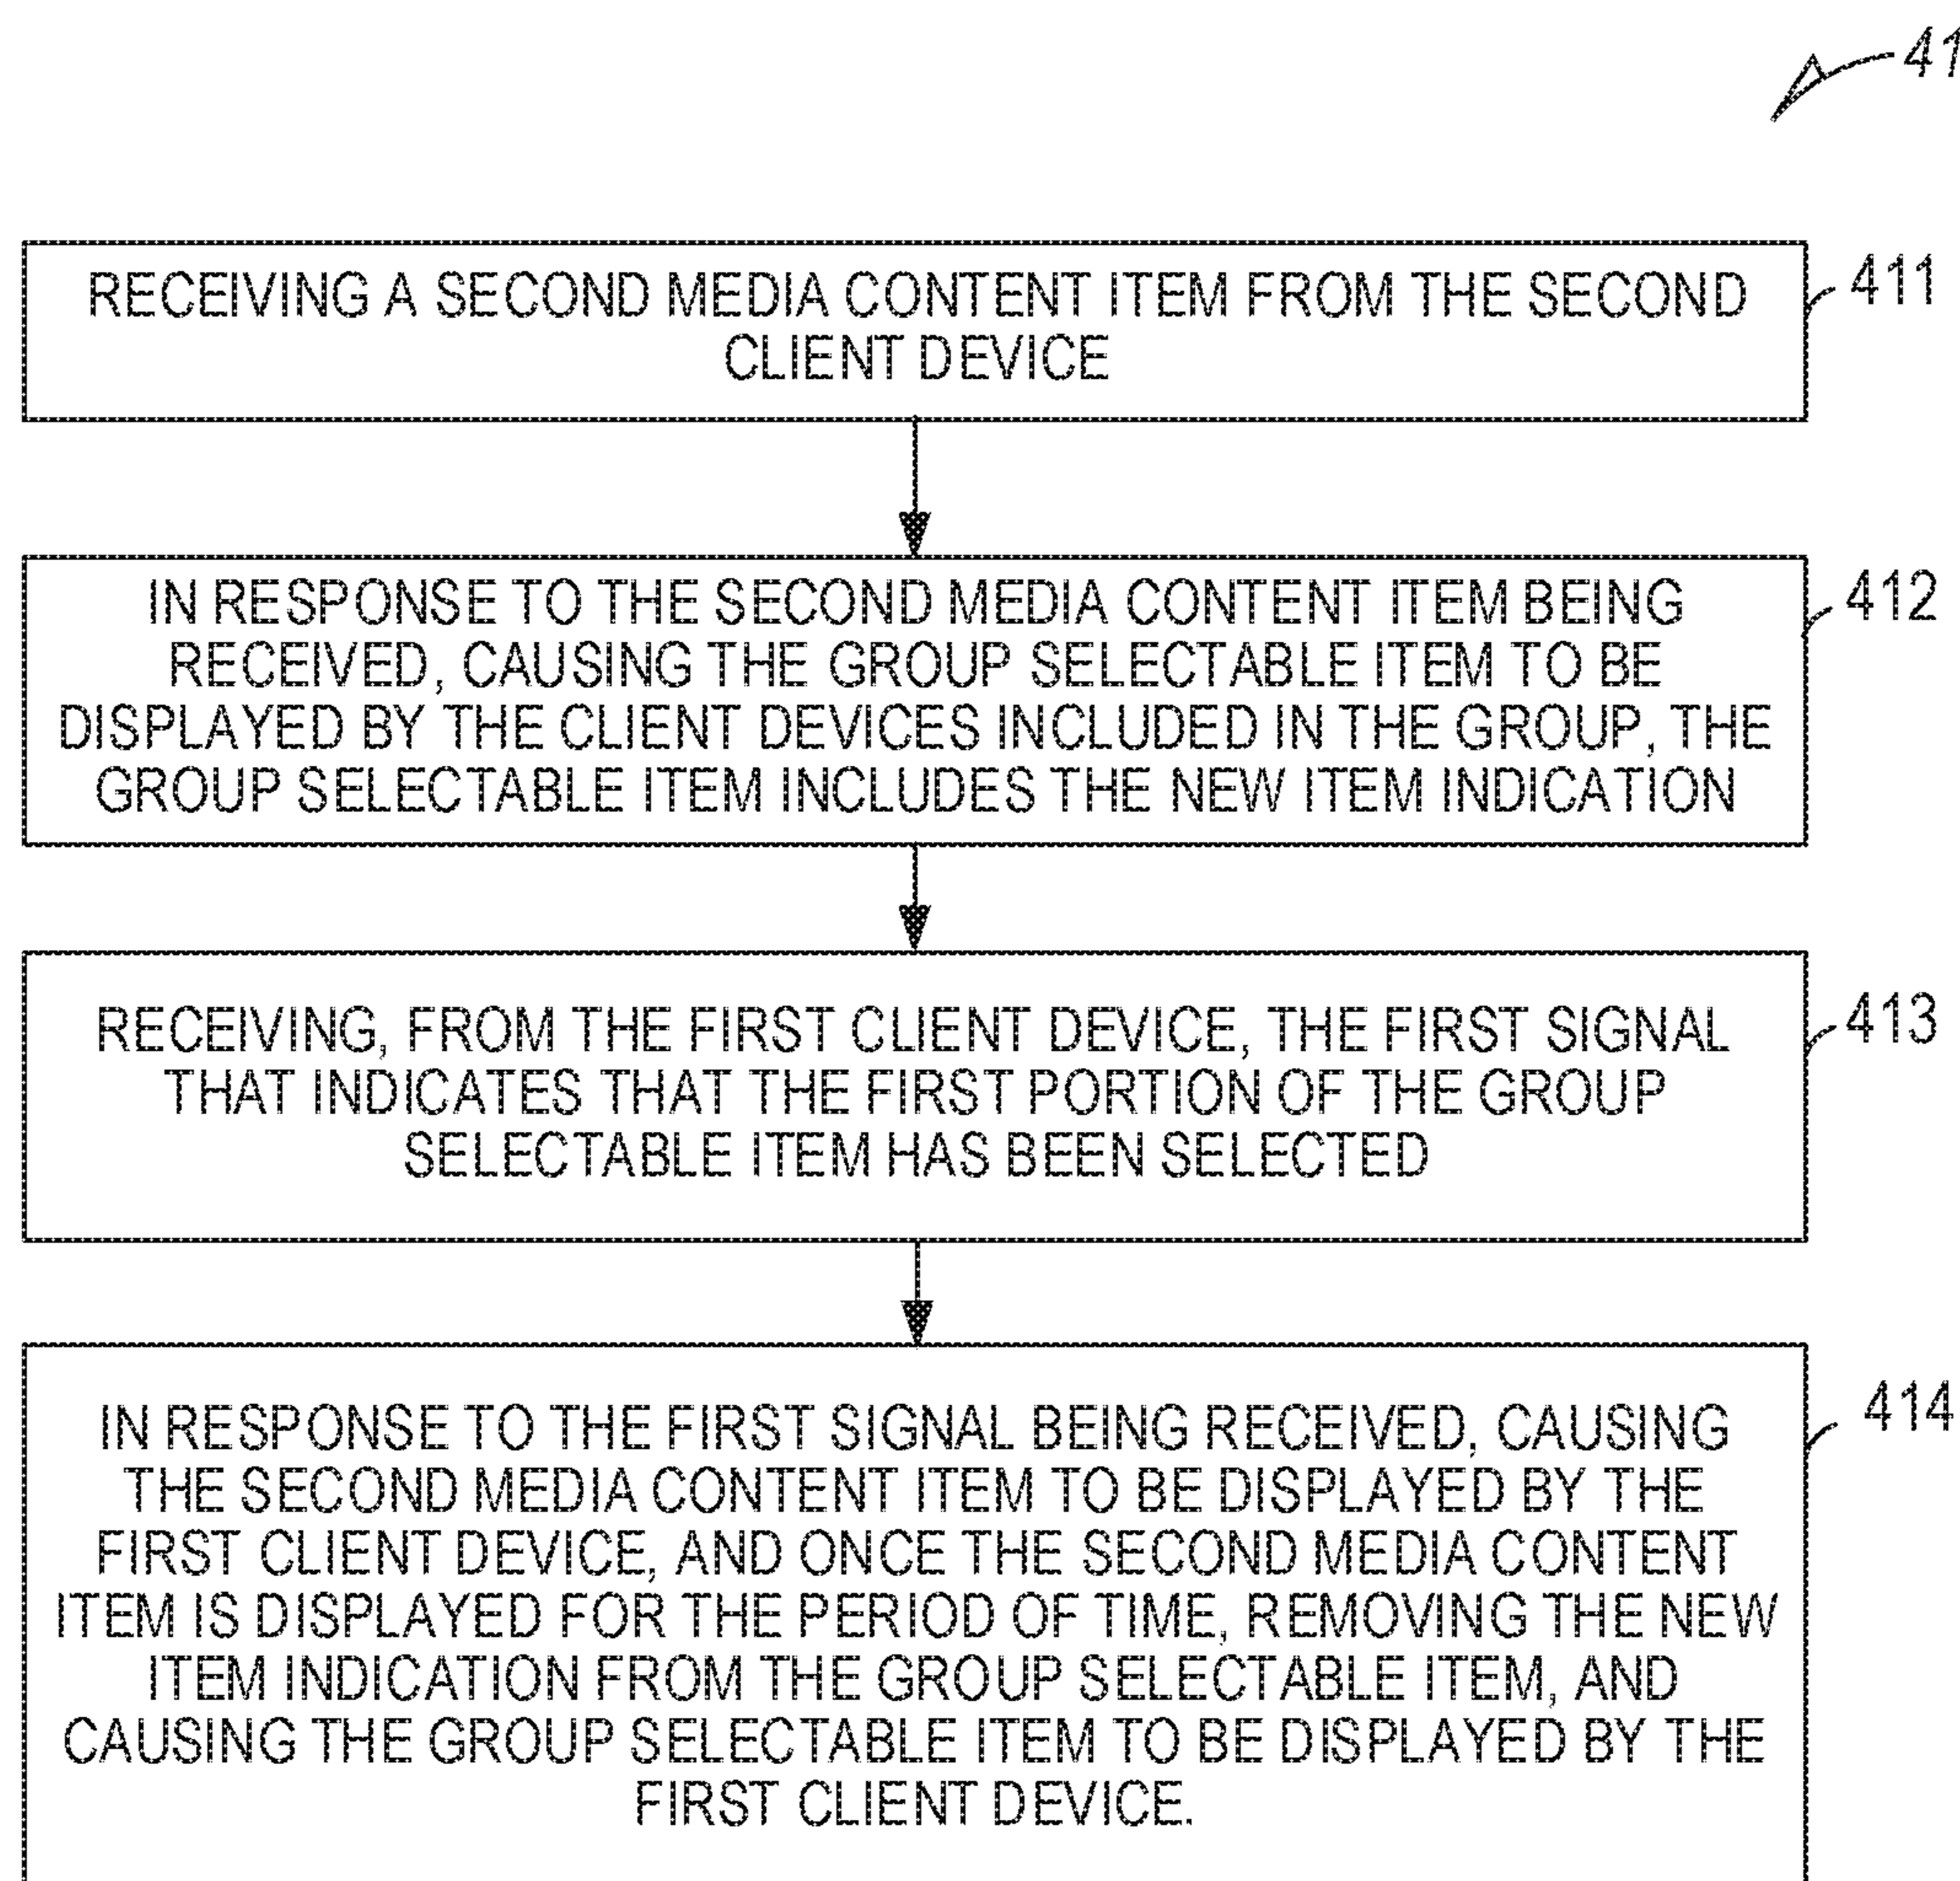 41
RECEIVING A SECOND MEDIA CONTENT ITEM FROM THE SECOND
CLIENT DEVICE
411
IN RESPONSE TO THE SECOND MEDIA CONTENT ITEM BEING
RECEIVED, CAUSING THE GROUP SELECTABLE ITEM TO BE
DISPLAYED BY THE CLIENT DEVICES INCLUDED IN THE GROUP, THE
GROUP SELECTABLE ITEM INCLUDES THE NEW ITEM INDICATION
412
RECEIVING, FROM THE FIRST CLIENT DEVICE, THE FIRST SIGNAL
THAT INDICATES THAT THE FIRST PORTION OF THE GROUP
SELECTABLE ITEM HAS BEEN SELECTED
413
IN RESPONSE TO THE FIRST SIGNAL BEING RECEIVED, CAUSING
THE SECOND MEDIA CONTENT ITEM TO BE DISPLAYED BY THE
FIRST CLIENT DEVICE, AND ONCE THE SECOND MEDIA CONTENT
ITEM IS DISPLAYED FOR THE PERIOD OF TIME, REMOVING THE NEW
ITEM INDICATION FROM THE GROUP SELECTABLE ITEM, AND
CAUSING THE GROUP SELECTABLE ITEM TO BE DISPLAYED BY THE
FIRST CLIENT DEVICE.
414